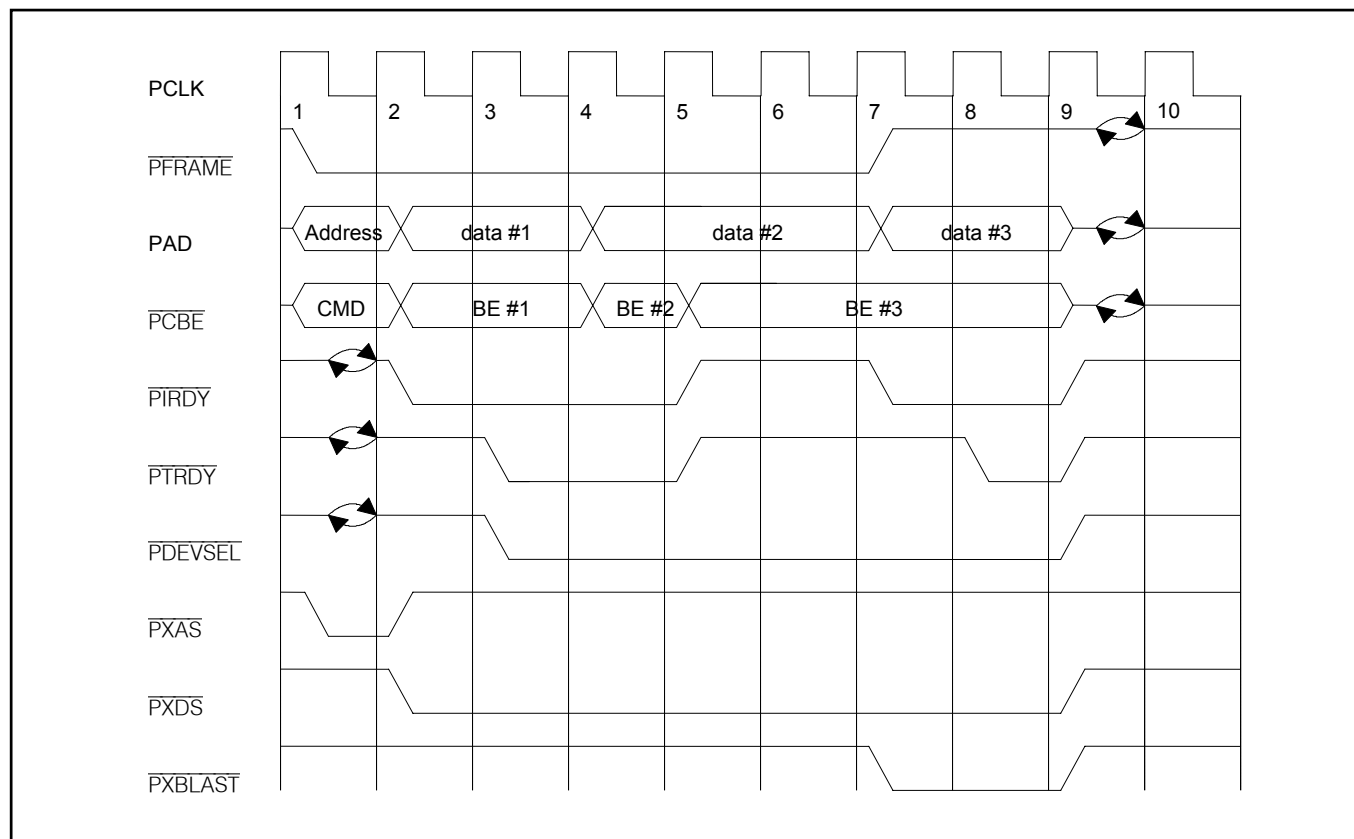 PCLK
1 2 3 4 5 6 7 8 9 10
PFRAME
PAD
Address data #1 data #2 data #3
PCBE
CMD BE #1 BE #2 BE #3
PIRDY
PTRDY
PDEVSEL
PXAS
PXDS
PXBLAST